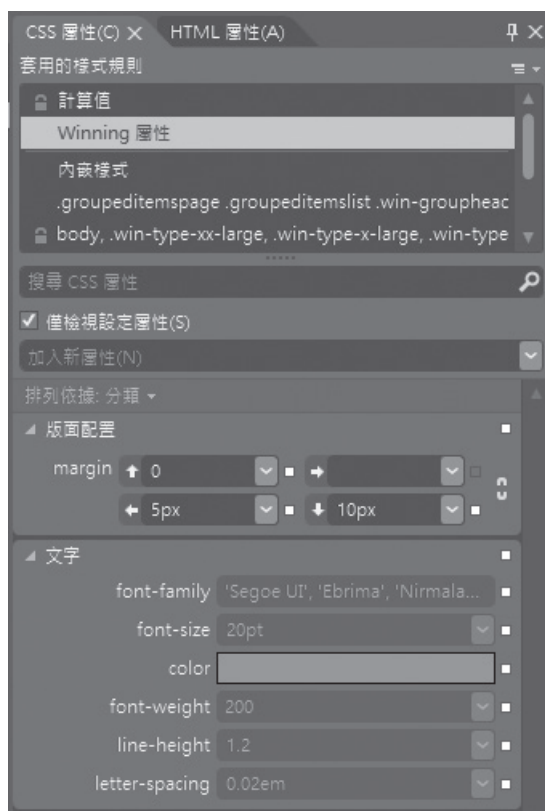 CSS 屬性(C) HTML 屬性(A)
套用的樣式規則
計算值
Winning 屬性
內嵌樣式
.groupeditemspage .groupeditemslist .win-groupheac
body, .win-type-xx-large, .win-type-x-large, .win-type
搜尋 CSS 屬性
僅檢視設定屬性(S)
加入新屬性(N)
排列依據: 分類
版面配置
margin 0
5px 10px
文字
font-family 'Segoe UI', 'Ebrima', 'Nirmala...
font-size 20pt
color
font-weight 200
line-height 1.2
letter-spacing 0.02em